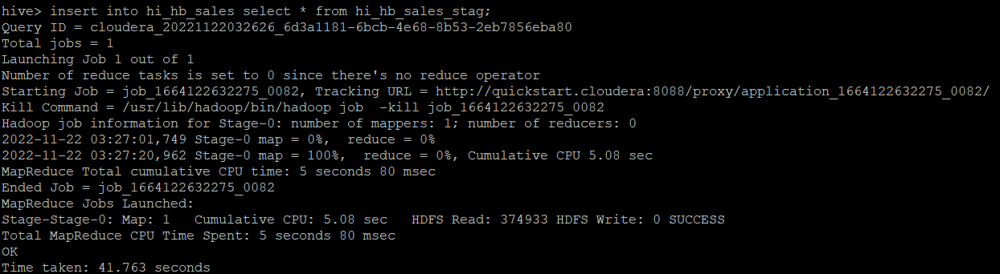 hive> insert into hi_hb_sales select * from hi_hb_sales_stag;
Query ID = cloudera_20221122032626_6d3a1181-6bcb-4e68-8b53-2eb7856eba80
Total jobs = 1
Launching Job 1 out of 1
Number of reduce tasks is set to 0 since there's no reduce operator
Starting Job = job_1664122632275_0082, Tracking URL = http://quickstart.cloudera:8088/proxy/application_1664122632275_0082/
Kill Command = /usr/lib/hadoop/bin/hadoop job  -kill job_1664122632275_0082
Hadoop job information for Stage-0: number of mappers: 1; number of reducers: 0
2022-11-22 03:27:01,749 Stage-0 map = 0%,  reduce = 0%
2022-11-22 03:27:20,962 Stage-0 map = 100%,  reduce = 0%, Cumulative CPU 5.08 sec
MapReduce Total cumulative CPU time: 5 seconds 80 msec
Ended Job = job_1664122632275_0082
MapReduce Jobs Launched:
Stage-Stage-0: Map: 1   Cumulative CPU: 5.08 sec   HDFS Read: 374933 HDFS Write: 0 SUCCESS
Total MapReduce CPU Time Spent: 5 seconds 80 msec
OK
Time taken: 41.763 seconds